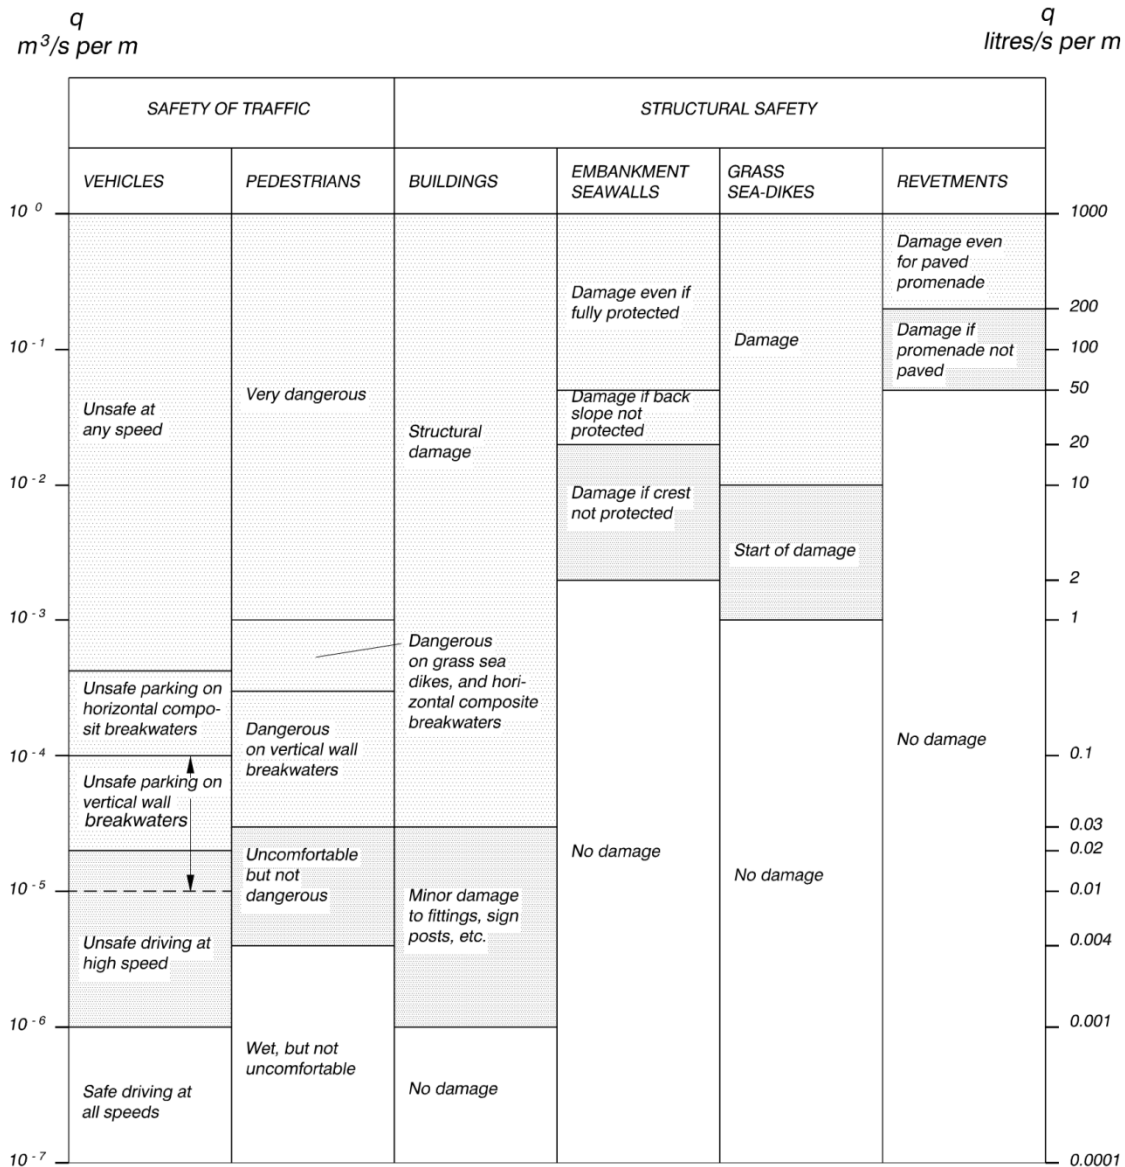 q
m³/s per m
q
litres/s per m
SAFETY OF TRAFFIC
STRUCTURAL SAFETY
VEHICLES
PEDESTRIANS
BUILDINGS
EMBANKMENT
SEAWALLS
GRASS
SEA-DIKES
REVETMENTS
10⁰
10⁻¹
10⁻²
10⁻³
10⁻⁴
10⁻⁵
10⁻⁶
10⁻⁷
Unsafe at
any speed
Unsafe parking on
horizontal compo-
sit breakwaters
Unsafe parking on
vertical wall
breakwaters
Unsafe driving at
high speed
Safe driving at
all speeds
Very dangerous
Dangerous
on grass sea
dikes, and hori-
zontal composite
breakwaters
Dangerous
on vertical wall
breakwaters
Uncomfortable
but not
dangerous
Wet, but not
uncomfortable
Structural
damage
Minor damage
to fittings, sign
posts, etc.
No damage
Damage even if
fully protected
Damage if back
slope not
protected
Damage if crest
not protected
No damage
Damage
Start of damage
No damage
Damage even
for paved
promenade
Damage if
promenade not
paved
No damage
1000
200
100
50
20
10
2
1
0.1
0.03
0.02
0.01
0.004
0.001
0.0001